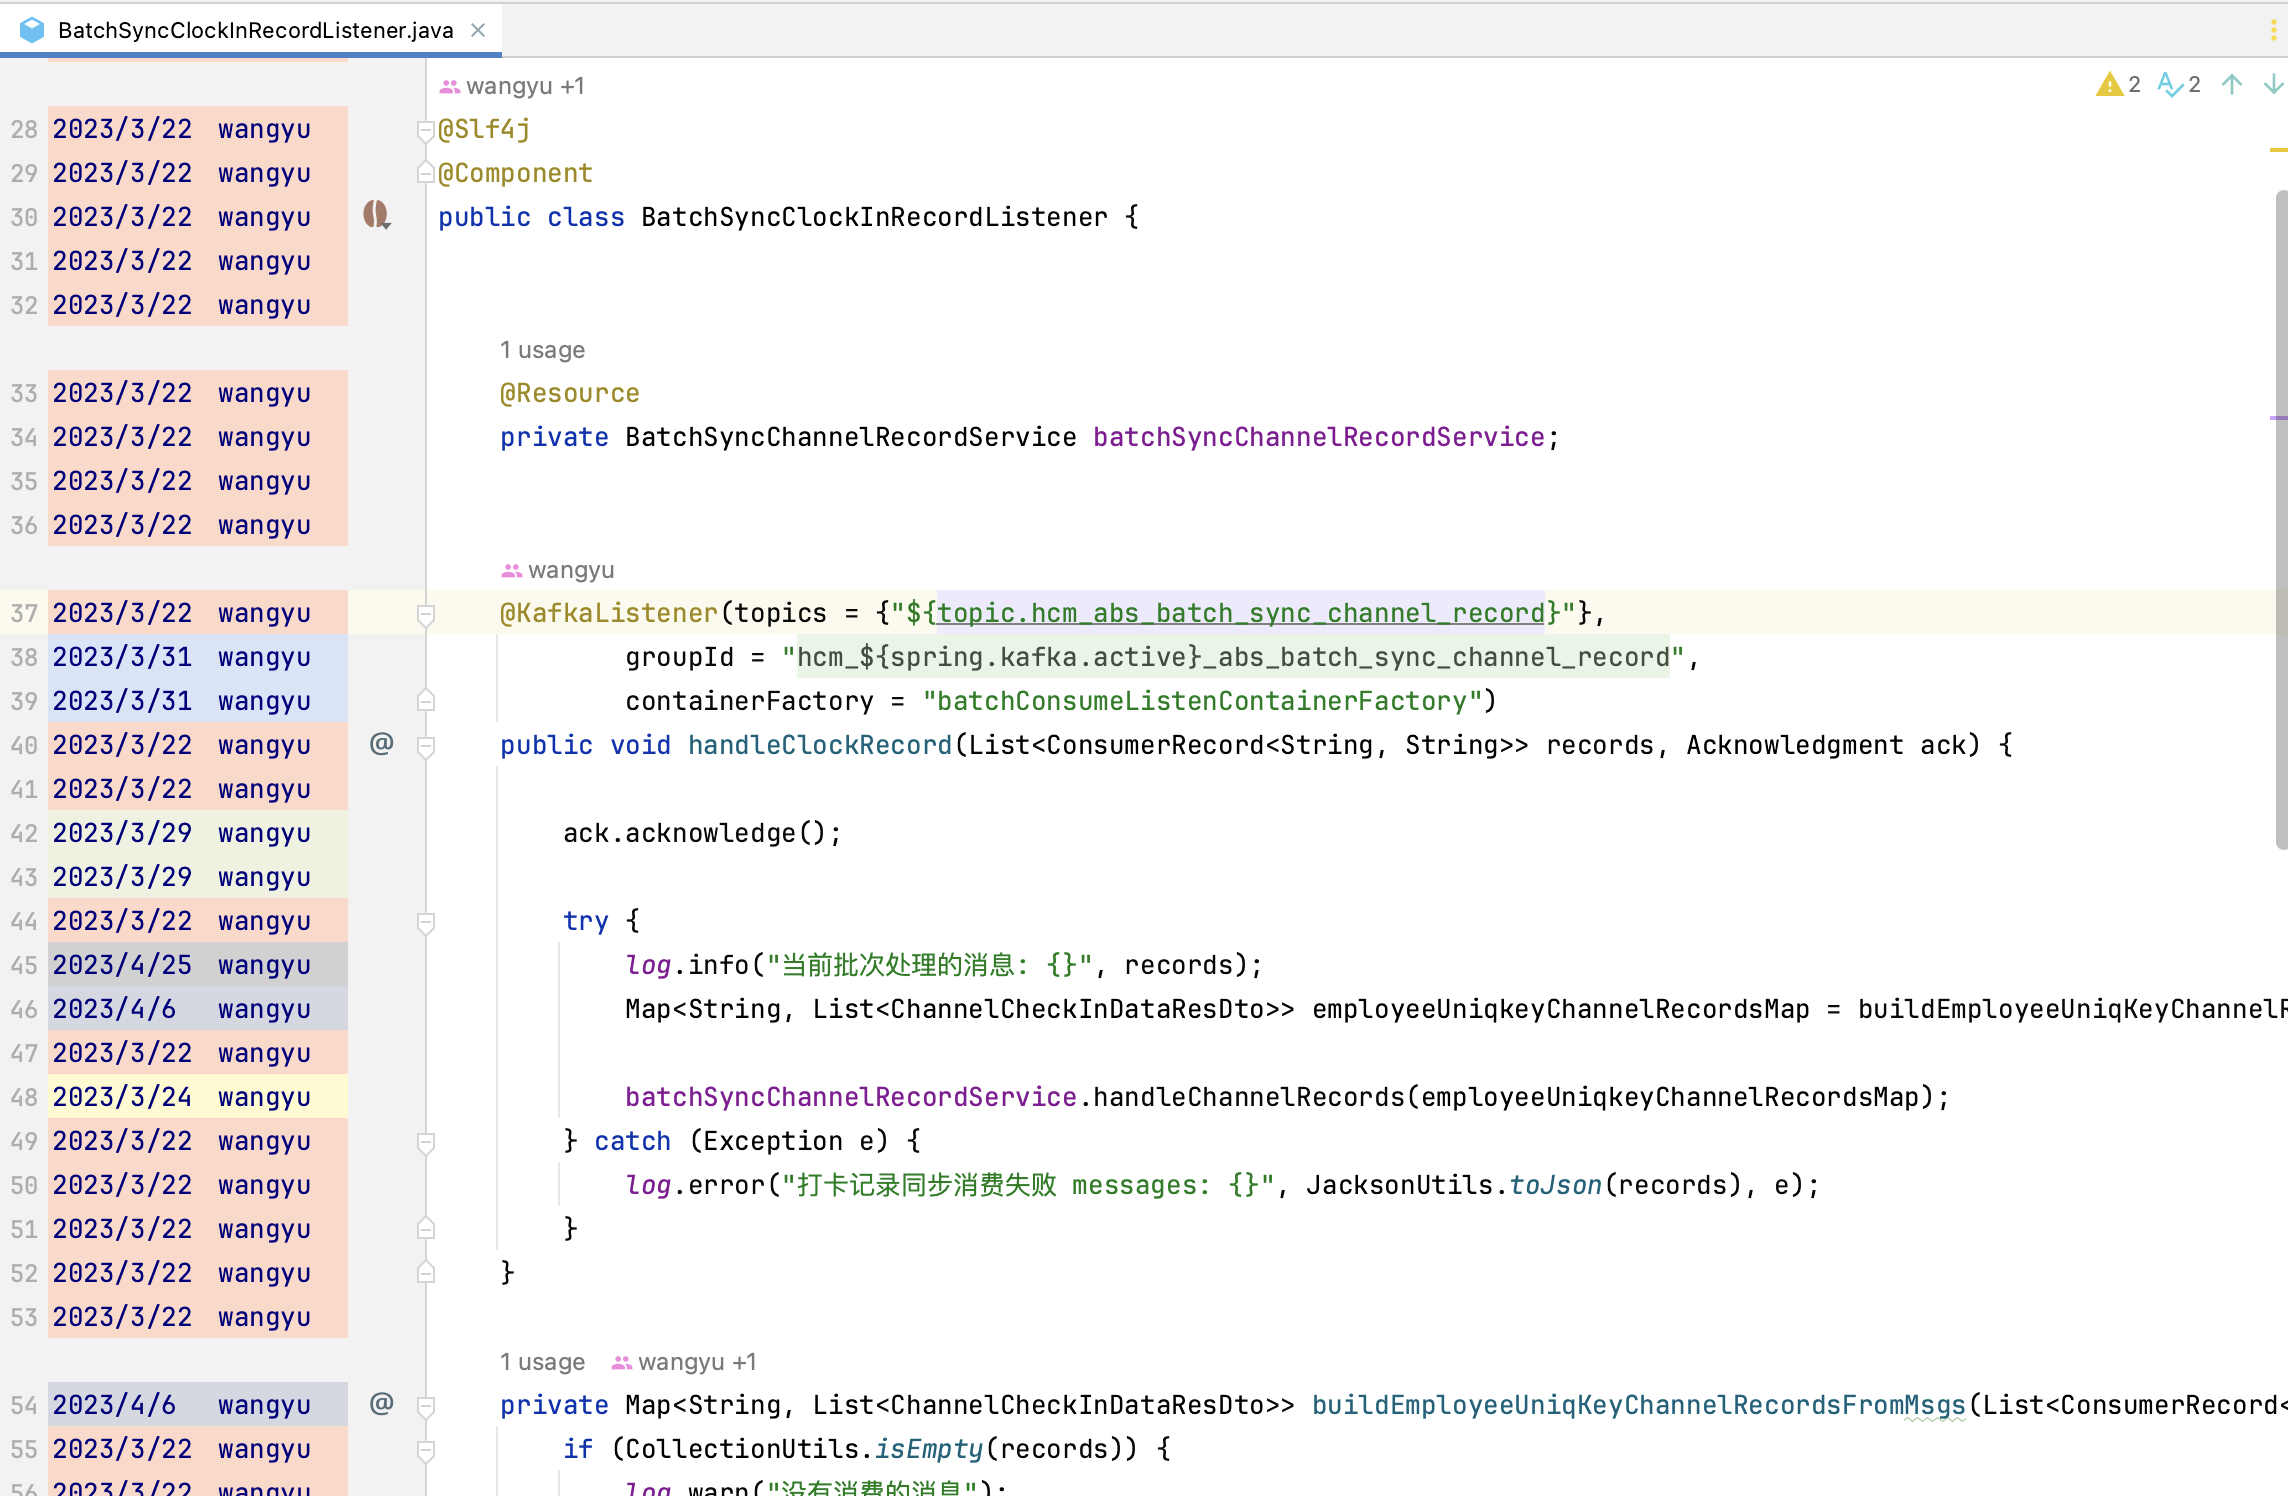 BatchSyncClockInRecordListener.java
wangyu +1
2 2
28 2023/3/22 wangyu @Slf4j
29 2023/3/22 wangyu @Component
30 2023/3/22 wangyu public class BatchSyncClockInRecordListener {
31 2023/3/22 wangyu
32 2023/3/22 wangyu
1 usage
33 2023/3/22 wangyu @Resource
34 2023/3/22 wangyu private BatchSyncChannelRecordService batchSyncChannelRecordService;
35 2023/3/22 wangyu
36 2023/3/22 wangyu
wangyu
37 2023/3/22 wangyu @KafkaListener(topics = {"${topic.hcm_abs_batch_sync_channel_record}"},
38 2023/3/31 wangyu groupId = "hcm_${spring.kafka.active}_abs_batch_sync_channel_record",
39 2023/3/31 wangyu containerFactory = "batchConsumeListenContainerFactory")
40 2023/3/22 wangyu @ public void handleClockRecord(List<ConsumerRecord<String, String>> records, Acknowledgment ack) {
41 2023/3/22 wangyu
42 2023/3/29 wangyu ack.acknowledge();
43 2023/3/29 wangyu
44 2023/3/22 wangyu try {
45 2023/4/25 wangyu log.info("当前批次处理的消息: {}", records);
46 2023/4/6 wangyu Map<String, List<ChannelCheckInDataResDto>> employeeUniqkeyChannelRecordsMap = buildEmployeeUniqKeyChannelR
47 2023/3/22 wangyu
48 2023/3/24 wangyu batchSyncChannelRecordService.handleChannelRecords(employeeUniqkeyChannelRecordsMap);
49 2023/3/22 wangyu } catch (Exception e) {
50 2023/3/22 wangyu log.error("打卡记录同步消费失败 messages: {}", JacksonUtils.toJson(records), e);
51 2023/3/22 wangyu }
52 2023/3/22 wangyu }
53 2023/3/22 wangyu
1 usage wangyu +1
54 2023/4/6 wangyu @ private Map<String, List<ChannelCheckInDataResDto>> buildEmployeeUniqKeyChannelRecordsFromMsgs(List<ConsumerRecord<
55 2023/3/22 wangyu if (CollectionUtils.isEmpty(records)) {
56 2023/3/22 wangyu log.warn("没有消费的消息");